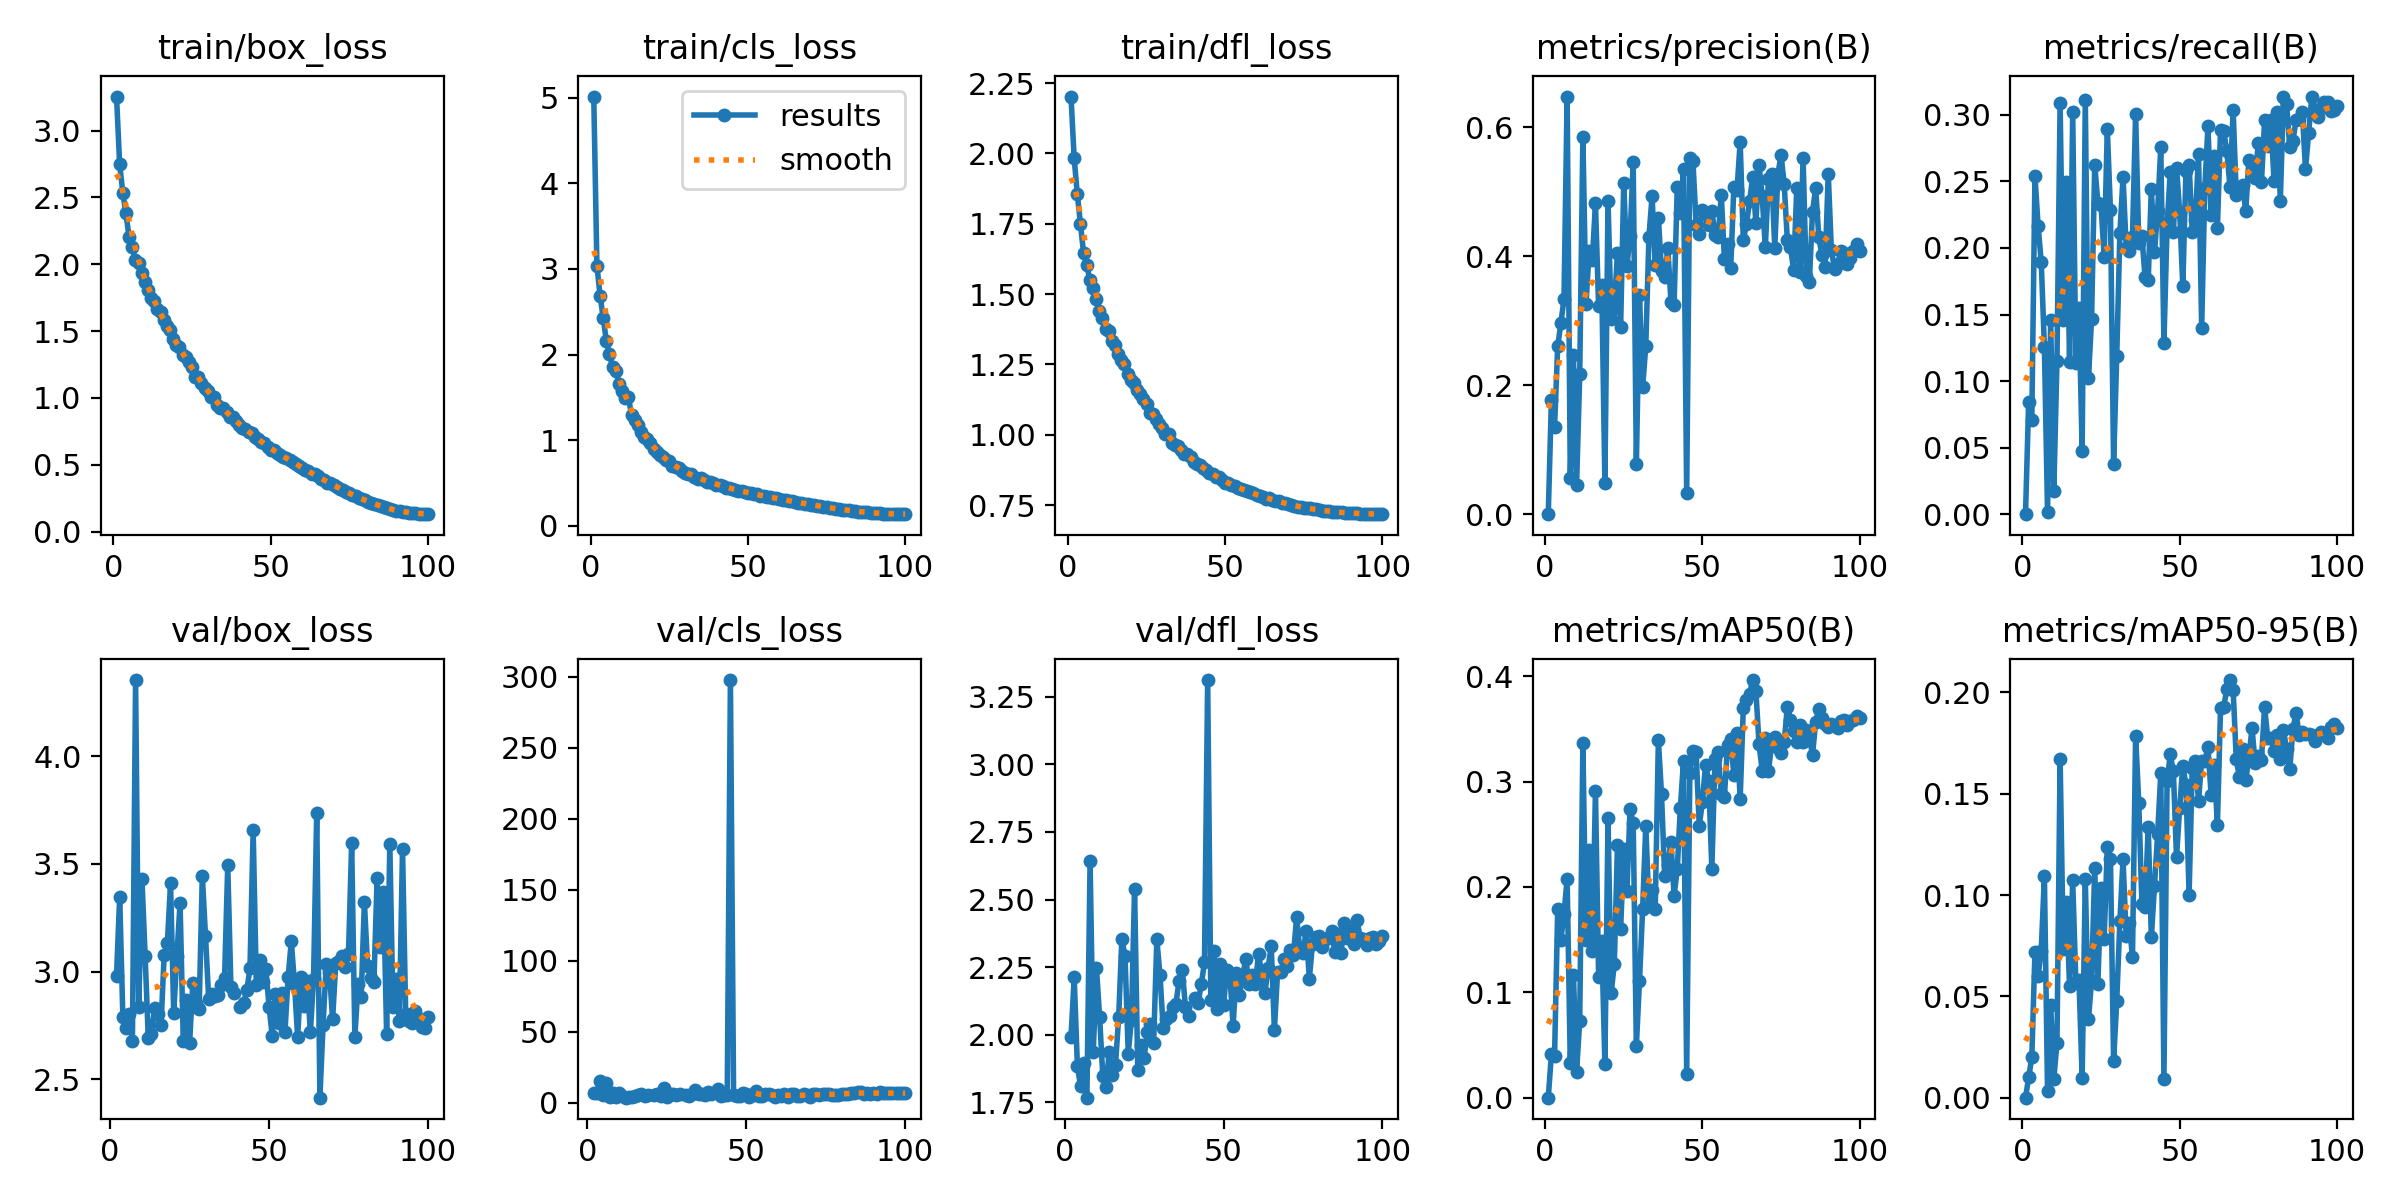 train/box_loss
3.0
2.5
2.0
1.5
1.0
0.5
0.0
0 50 100
train/cls_loss
results
smooth
5
4
3
2
1
0
0 50 100
train/dfl_loss
2.25
2.00
1.75
1.50
1.25
1.00
0.75
0 50 100
metrics/precision(B)
0.6
0.4
0.2
0.0
0 50 100
metrics/recall(B)
0.30
0.25
0.20
0.15
0.10
0.05
0.00
0 50 100
val/box_loss
4.0
3.5
3.0
2.5
0 50 100
val/cls_loss
300
250
200
150
100
50
0
0 50 100
val/dfl_loss
3.25
3.00
2.75
2.50
2.25
2.00
1.75
0 50 100
metrics/mAP50(B)
0.4
0.3
0.2
0.1
0.0
0 50 100
metrics/mAP50-95(B)
0.20
0.15
0.10
0.05
0.00
0 50 100